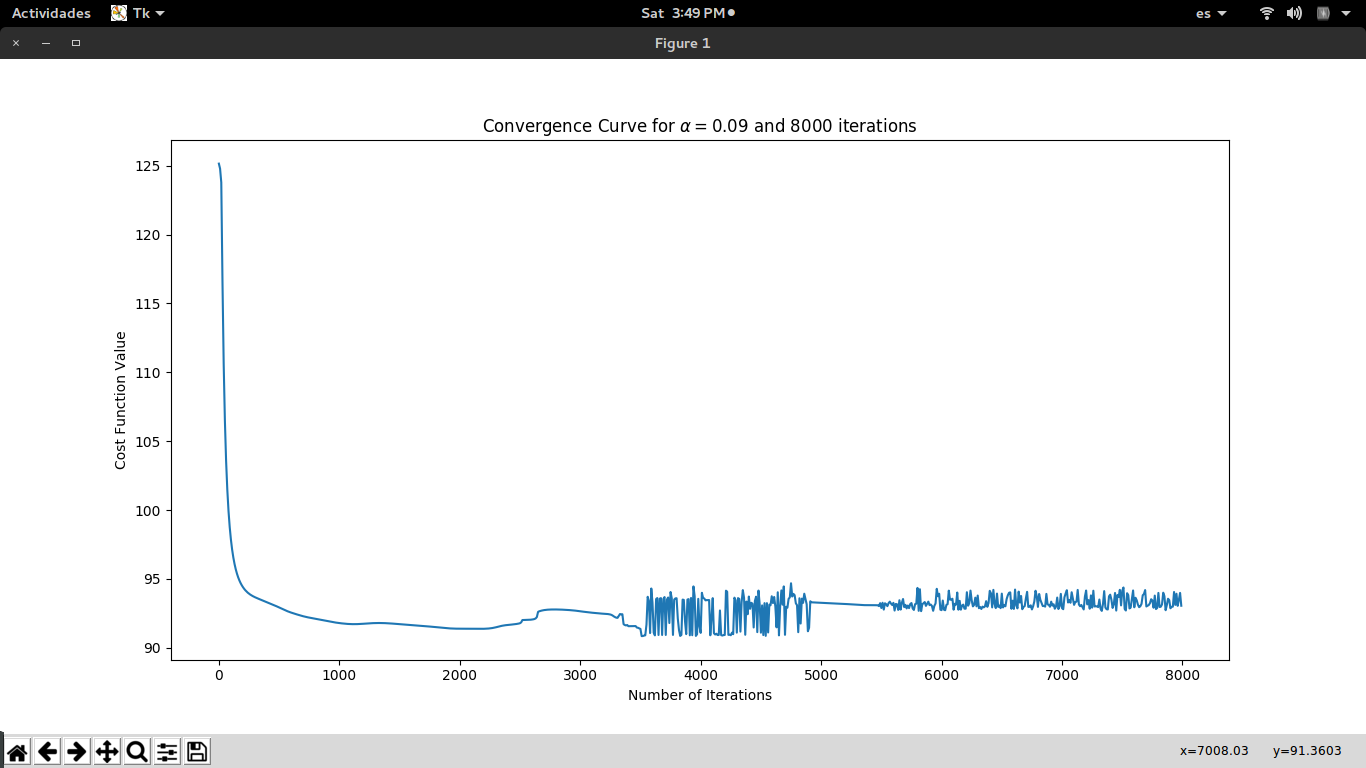 Actividades Tk Sat 3:49 PM es
Figure 1
Convergence Curve for α = 0.09 and 8000 iterations
125
120
115
110
105
100
95
90
Cost Function Value
0 1000 2000 3000 4000 5000 6000 7000 8000
Number of Iterations
x=7008.03 y=91.3603